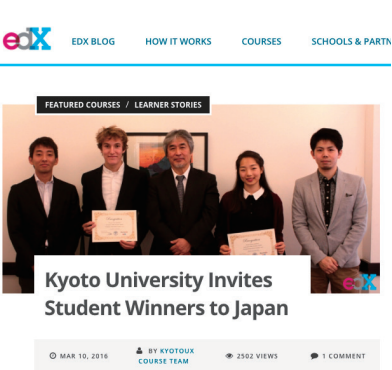 edX
EDX BLOG HOW IT WORKS COURSES SCHOOLS & PARTN
FEATURED COURSES / LEARNER STORIES
edX
Kyoto University Invites
Student Winners to Japan
MAR 10, 2016 BY KYOTOUX 2502 VIEWS 1 COMMENT
COURSE TEAM